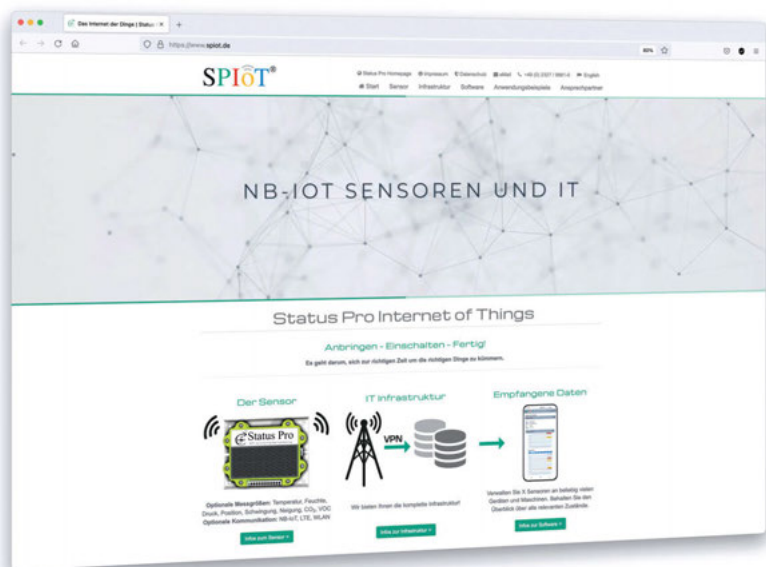 Das Internet der Dinge | Status
https://www.spiot.de
80%
SPIoT®
Status Pro Homepage Impressum Datenschutz eMail English
Start Sensor Infrastruktur Software Anwendungsbeispiele Ansprechpartner
NB-IOT SENSOREN UND IT
Status Pro Internet of Things
Anbringen - Einschalten - Fertig!
Es geht darum, sich zur richtigen Zeit um die richtigen Dinge zu kümmern.
Der Sensor
Status Pro
Optionale Messgrößen: Temperatur, Feuchte,
Druck, Position, Schwingung, Neigung, CO₂, VOC
Optionale Kommunikation: NB-IoT, LTE, WLAN
Infos zum Sensor >
IT Infrastruktur
VPN
Wir bieten Ihnen die komplette Infrastruktur!
Infos zur Infrastruktur >
Empfangene Daten
Verwalten Sie X Sensoren an beliebig vielen
Geräten und Maschinen. Behalten Sie den
Überblick über alle relevanten Zustände.
Infos zur Software >